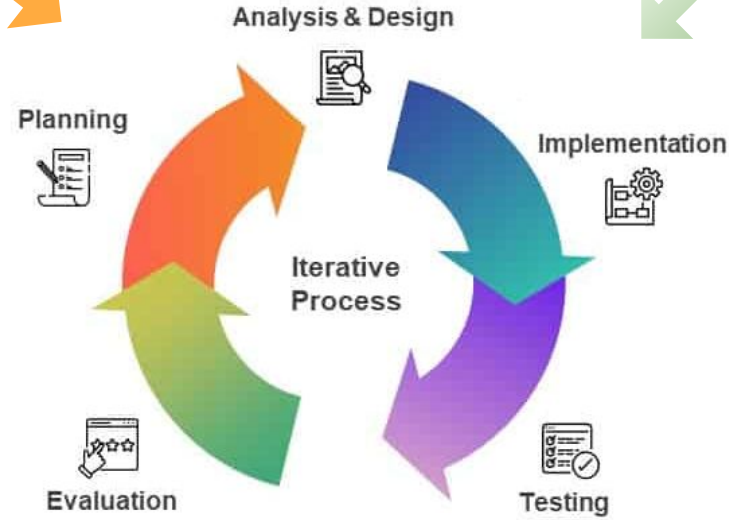 Analysis & Design
Planning
Implementation
Iterative
Process
Evaluation
Testing